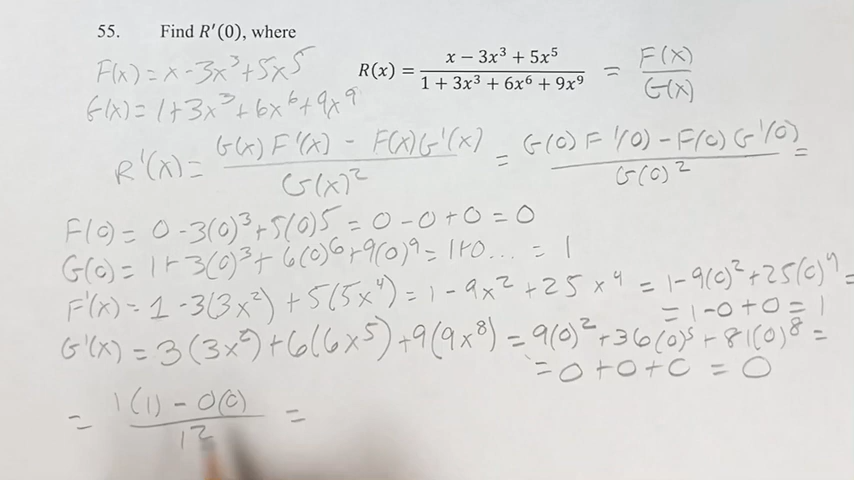 55. Find R'(0), where
F(x) = x - 3x³ + 5x⁵
R(x) = (x − 3x³ + 5x⁵) / (1 + 3x³ + 6x⁶ + 9x⁹) = F(x) / G(x)
G(x) = 1 + 3x³ + 6x⁶ + 9x⁹
R'(x) = (G(x) F'(x) - F(x) G'(x)) / G(x)² = (G(0) F'(0) - F(0) G'(0)) / G(0)² =
F(0) = 0 - 3(0)³ + 5(0)5 = 0 - 0 + 0 = 0
G(0) = 1 + 3(0)³ + 6(0)⁶ + 9(0)⁹ = 1+0... = 1
F'(x) = 1 - 3(3x²) + 5(5x⁴) = 1 - 9x² + 25x⁴ = 1 - 9(0)² + 25(0)⁴ =
= 1 - 0 + 0 = 1
G'(x) = 3(3x²) + 6(6x⁵) + 9(9x⁸) = 9(0)² + 36(0)⁵ + 81(0)⁸ =
= 0 + 0 + 0 = 0
= (1(1) - 0(0)) / 1² =